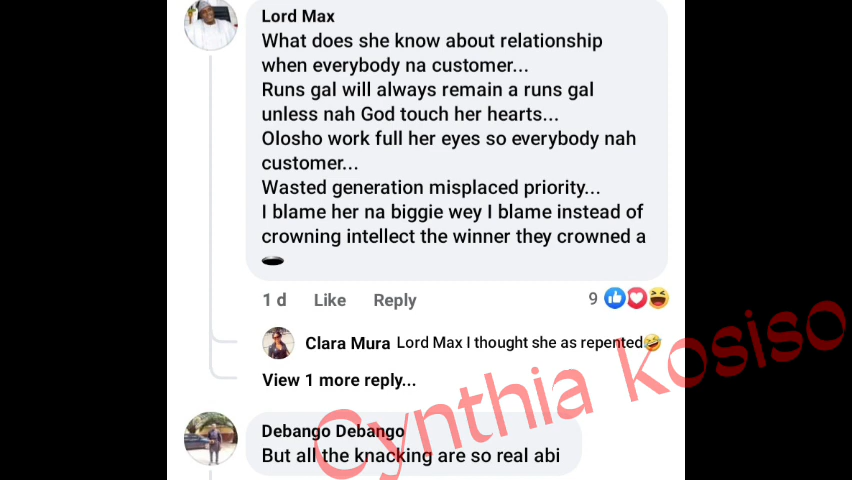 Lord Max
What does she know about relationship
when everybody na customer...
Runs gal will always remain a runs gal
unless nah God touch her hearts...
Olosho work full her eyes so everybody nah
customer...
Wasted generation misplaced priority...
I blame her na biggie wey I blame instead of
crowning intellect the winner they crowned a
🕳️
1 d Like Reply 9
Clara Mura Lord Max I thought she as repented🤣
View 1 more reply...
Debango Debango
But all the knacking are so real abi
Cynthia kosiso